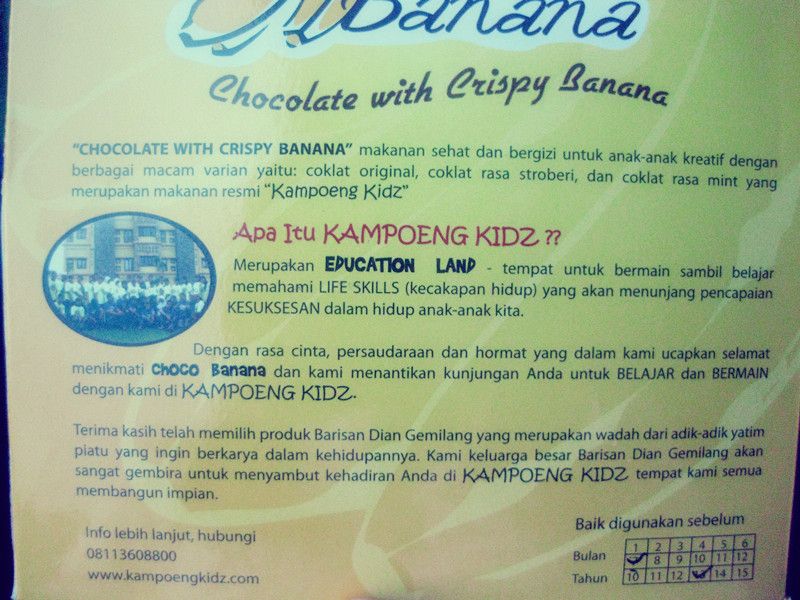 Banana
Chocolate with Crispy Banana
"CHOCOLATE WITH CRISPY BANANA" makanan sehat dan bergizi untuk anak-anak kreatif dengan
berbagai macam varian yaitu: coklat original, coklat rasa stroberi, dan coklat rasa mint yang
merupakan makanan resmi "Kampoeng Kidz"
Apa Itu KAMPOENG KIDZ ??
Merupakan EDUCATION LAND - tempat untuk bermain sambil belajar
memahami LIFE SKILLS (kecakapan hidup) yang akan menunjang pencapaian
KESUKSESAN dalam hidup anak-anak kita.
Dengan rasa cinta, persaudaraan dan hormat yang dalam kami ucapkan selamat
menikmati CHOCO BANANA dan kami menantikan kunjungan Anda untuk BELAJAR dan BERMAIN
dengan kami di KAMPOENG KIDZ.
Terima kasih telah memilih produk Barisan Dian Gemilang yang merupakan wadah dari adik-adik yatim
piatu yang ingin berkarya dalam kehidupannya. Kami keluarga besar Barisan Dian Gemilang akan
sangat gembira untuk menyambut kehadiran Anda di KAMPOENG KIDZ tempat kami semua
membangun impian.
Info lebih lanjut, hubungi
08113608800
www.kampoengkidz.com
Baik digunakan sebelum
1 2 3 4 5 6
Bulan 8 9 10 11 12
Tahun 10 11 12 13 14 15